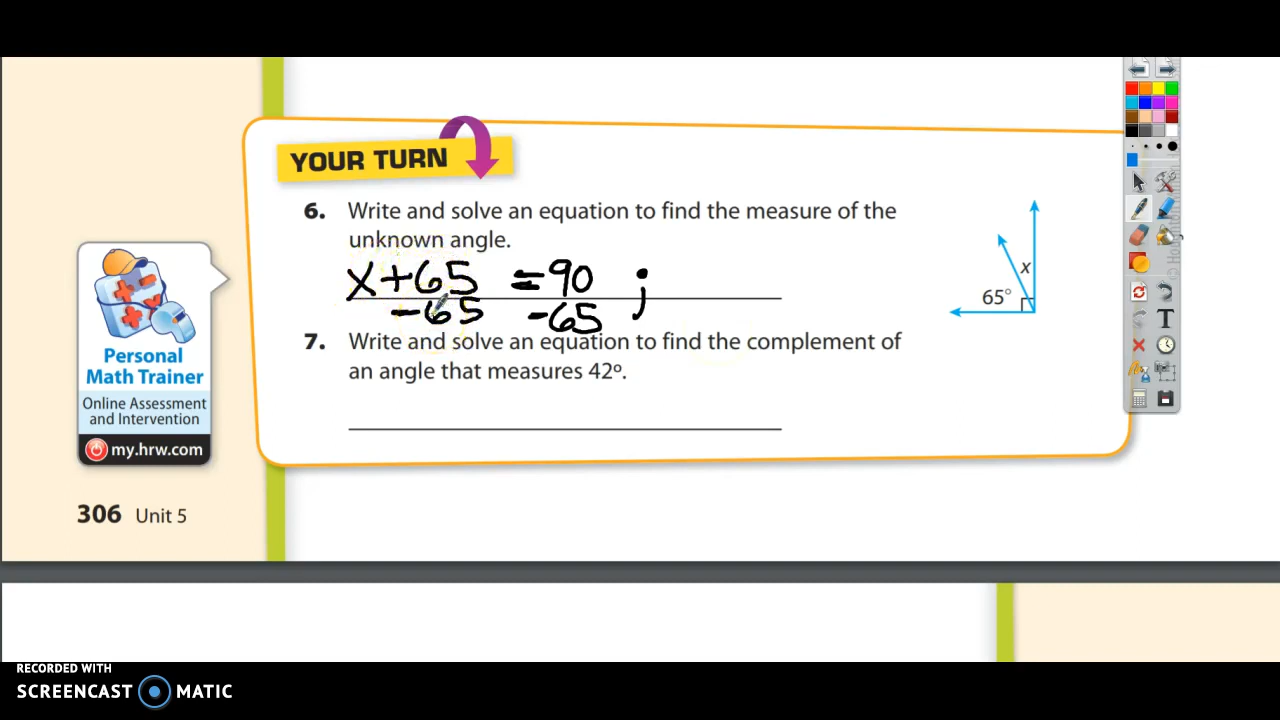 YOUR TURN
6. Write and solve an equation to find the measure of the
unknown angle.
x+65 =90 ;
-65 -65
x
65°
7. Write and solve an equation to find the complement of
an angle that measures 42º.
Personal
Math Trainer
Online Assessment
and Intervention
my.hrw.com
306 Unit 5
RECORDED WITH
SCREENCAST MATIC